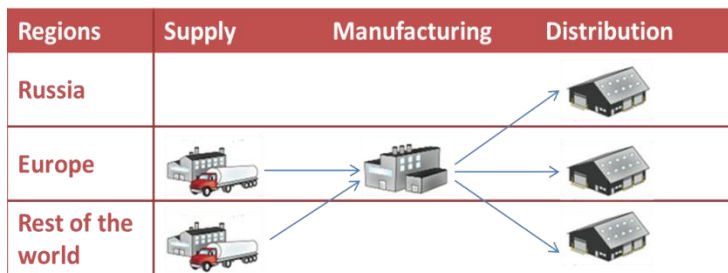 Regions Supply Manufacturing Distribution
Russia
Europe
Rest of the
world